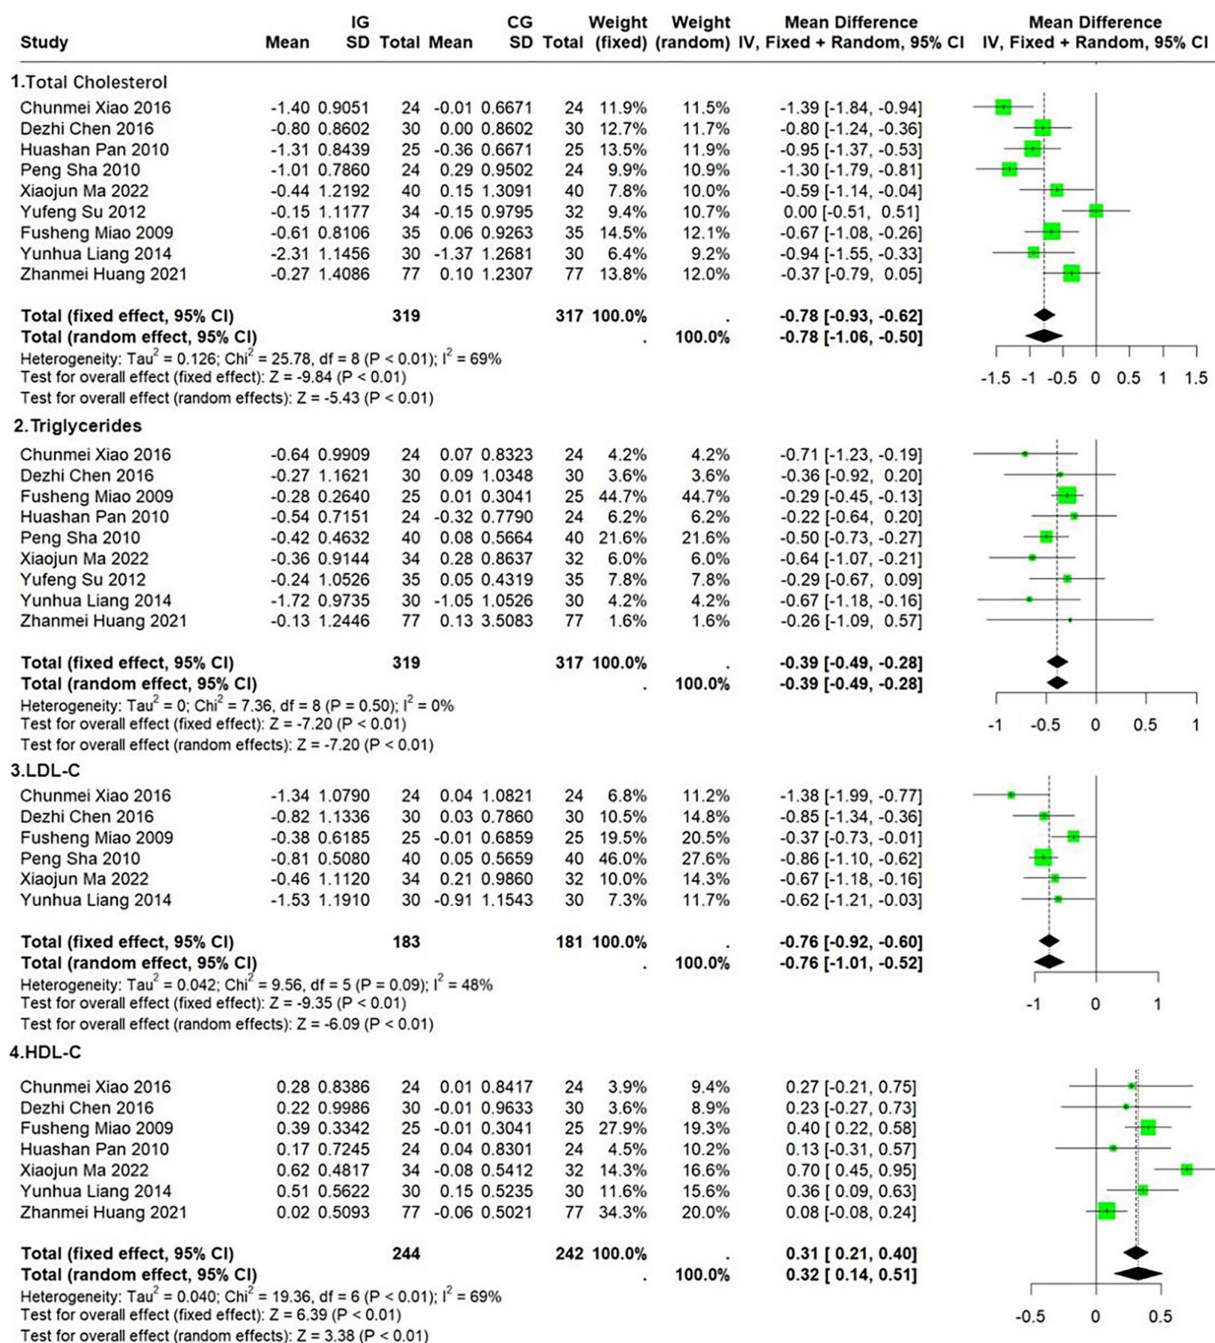 IG CG Weight Weight Mean Difference Mean Difference
Study Mean SD Total Mean SD Total (fixed) (random) IV, Fixed + Random, 95% CI IV, Fixed + Random, 95% CI
1.Total Cholesterol
Chunmei Xiao 2016 -1.40 0.9051 24 -0.01 0.6671 24 11.9% 11.5% -1.39 [-1.84, -0.94]
Dezhi Chen 2016 -0.80 0.8602 30 0.00 0.8602 30 12.7% 11.7% -0.80 [-1.24, -0.36]
Huashan Pan 2010 -1.31 0.8439 25 -0.36 0.6671 25 13.5% 11.9% -0.95 [-1.37, -0.53]
Peng Sha 2010 -1.01 0.7860 24 0.29 0.9502 24 9.9% 10.9% -1.30 [-1.79, -0.81]
Xiaojun Ma 2022 -0.44 1.2192 40 0.15 1.3091 40 7.8% 10.0% -0.59 [-1.14, -0.04]
Yufeng Su 2012 -0.15 1.1177 34 -0.15 0.9795 32 9.4% 10.7% 0.00 [-0.51, 0.51]
Fusheng Miao 2009 -0.61 0.8106 35 0.06 0.9263 35 14.5% 12.1% -0.67 [-1.08, -0.26]
Yunhua Liang 2014 -2.31 1.1456 30 -1.37 1.2681 30 6.4% 9.2% -0.94 [-1.55, -0.33]
Zhanmei Huang 2021 -0.27 1.4086 77 0.10 1.2307 77 13.8% 12.0% -0.37 [-0.79, 0.05]
Total (fixed effect, 95% CI) 319 317 100.0% . -0.78 [-0.93, -0.62]
Total (random effect, 95% CI) . 100.0% -0.78 [-1.06, -0.50]
Heterogeneity: Tau² = 0.126; Chi² = 25.78, df = 8 (P < 0.01); I² = 69%
Test for overall effect (fixed effect): Z = -9.84 (P < 0.01)
-1.5 -1 -0.5 0 0.5 1 1.5
Test for overall effect (random effects): Z = -5.43 (P < 0.01)
2.Triglycerides
Chunmei Xiao 2016 -0.64 0.9909 24 0.07 0.8323 24 4.2% 4.2% -0.71 [-1.23, -0.19]
Dezhi Chen 2016 -0.27 1.1621 30 0.09 1.0348 30 3.6% 3.6% -0.36 [-0.92, 0.20]
Fusheng Miao 2009 -0.28 0.2640 25 0.01 0.3041 25 44.7% 44.7% -0.29 [-0.45, -0.13]
Huashan Pan 2010 -0.54 0.7151 24 -0.32 0.7790 24 6.2% 6.2% -0.22 [-0.64, 0.20]
Peng Sha 2010 -0.42 0.4632 40 0.08 0.5664 40 21.6% 21.6% -0.50 [-0.73, -0.27]
Xiaojun Ma 2022 -0.36 0.9144 34 0.28 0.8637 32 6.0% 6.0% -0.64 [-1.07, -0.21]
Yufeng Su 2012 -0.24 1.0526 35 0.05 0.4319 35 7.8% 7.8% -0.29 [-0.67, 0.09]
Yunhua Liang 2014 -1.72 0.9735 30 -1.05 1.0526 30 4.2% 4.2% -0.67 [-1.18, -0.16]
Zhanmei Huang 2021 -0.13 1.2446 77 0.13 3.5083 77 1.6% 1.6% -0.26 [-1.09, 0.57]
Total (fixed effect, 95% CI) 319 317 100.0% . -0.39 [-0.49, -0.28]
Total (random effect, 95% CI) . 100.0% -0.39 [-0.49, -0.28]
Heterogeneity: Tau² = 0; Chi² = 7.36, df = 8 (P = 0.50); I² = 0%
Test for overall effect (fixed effect): Z = -7.20 (P < 0.01)
-1 -0.5 0 0.5 1
Test for overall effect (random effects): Z = -7.20 (P < 0.01)
3.LDL-C
Chunmei Xiao 2016 -1.34 1.0790 24 0.04 1.0821 24 6.8% 11.2% -1.38 [-1.99, -0.77]
Dezhi Chen 2016 -0.82 1.1336 30 0.03 0.7860 30 10.5% 14.8% -0.85 [-1.34, -0.36]
Fusheng Miao 2009 -0.38 0.6185 25 -0.01 0.6859 25 19.5% 20.5% -0.37 [-0.73, -0.01]
Peng Sha 2010 -0.81 0.5080 40 0.05 0.5659 40 46.0% 27.6% -0.86 [-1.10, -0.62]
Xiaojun Ma 2022 -0.46 1.1120 34 0.21 0.9860 32 10.0% 14.3% -0.67 [-1.18, -0.16]
Yunhua Liang 2014 -1.53 1.1910 30 -0.91 1.1543 30 7.3% 11.7% -0.62 [-1.21, -0.03]
Total (fixed effect, 95% CI) 183 181 100.0% . -0.76 [-0.92, -0.60]
Total (random effect, 95% CI) . 100.0% -0.76 [-1.01, -0.52]
Heterogeneity: Tau² = 0.042; Chi² = 9.56, df = 5 (P = 0.09); I² = 48%
Test for overall effect (fixed effect): Z = -9.35 (P < 0.01)
-1 0 1
Test for overall effect (random effects): Z = -6.09 (P < 0.01)
4.HDL-C
Chunmei Xiao 2016 0.28 0.8386 24 0.01 0.8417 24 3.9% 9.4% 0.27 [-0.21, 0.75]
Dezhi Chen 2016 0.22 0.9986 30 -0.01 0.9633 30 3.6% 8.9% 0.23 [-0.27, 0.73]
Fusheng Miao 2009 0.39 0.3342 25 -0.01 0.3041 25 27.9% 19.3% 0.40 [ 0.22, 0.58]
Huashan Pan 2010 0.17 0.7245 24 0.04 0.8301 24 4.5% 10.2% 0.13 [-0.31, 0.57]
Xiaojun Ma 2022 0.62 0.4817 34 -0.08 0.5412 32 14.3% 16.6% 0.70 [ 0.45, 0.95]
Yunhua Liang 2014 0.51 0.5622 30 0.15 0.5235 30 11.6% 15.6% 0.36 [ 0.09, 0.63]
Zhanmei Huang 2021 0.02 0.5093 77 -0.06 0.5021 77 34.3% 20.0% 0.08 [-0.08, 0.24]
Total (fixed effect, 95% CI) 244 242 100.0% . 0.31 [ 0.21, 0.40]
Total (random effect, 95% CI) . 100.0% 0.32 [ 0.14, 0.51]
Heterogeneity: Tau² = 0.040; Chi² = 19.36, df = 6 (P < 0.01); I² = 69%
Test for overall effect (fixed effect): Z = 6.39 (P < 0.01)
-0.5 0 0.5
Test for overall effect (random effects): Z = 3.38 (P < 0.01)